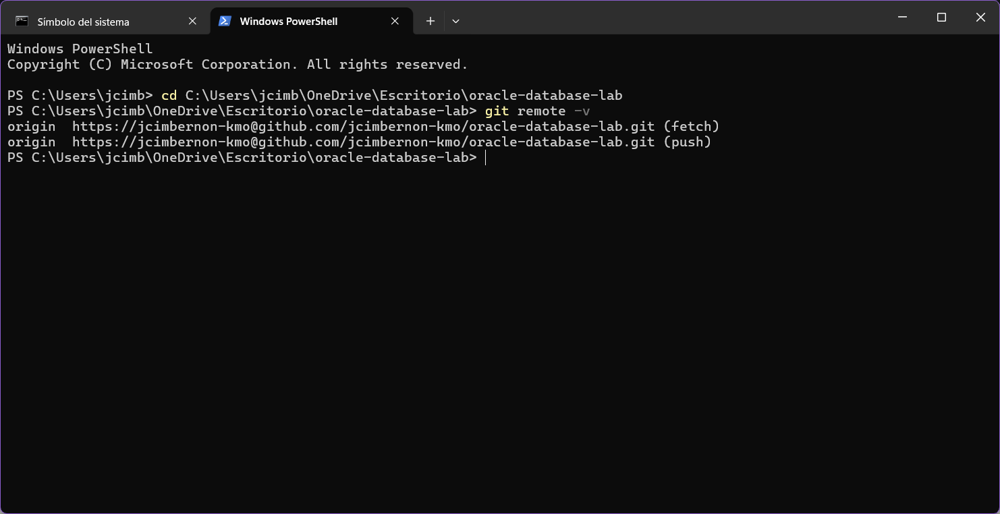 Símbolo del sistema
Windows PowerShell
Windows PowerShell
Copyright (C) Microsoft Corporation. All rights reserved.
PS C:\Users\jcimb> cd C:\Users\jcimb\OneDrive\Escritorio\oracle-database-lab
PS C:\Users\jcimb\OneDrive\Escritorio\oracle-database-lab> git remote -v
origin  https://jcimbernon-kmo@github.com/jcimbernon-kmo/oracle-database-lab.git (fetch)
origin  https://jcimbernon-kmo@github.com/jcimbernon-kmo/oracle-database-lab.git (push)
PS C:\Users\jcimb\OneDrive\Escritorio\oracle-database-lab>